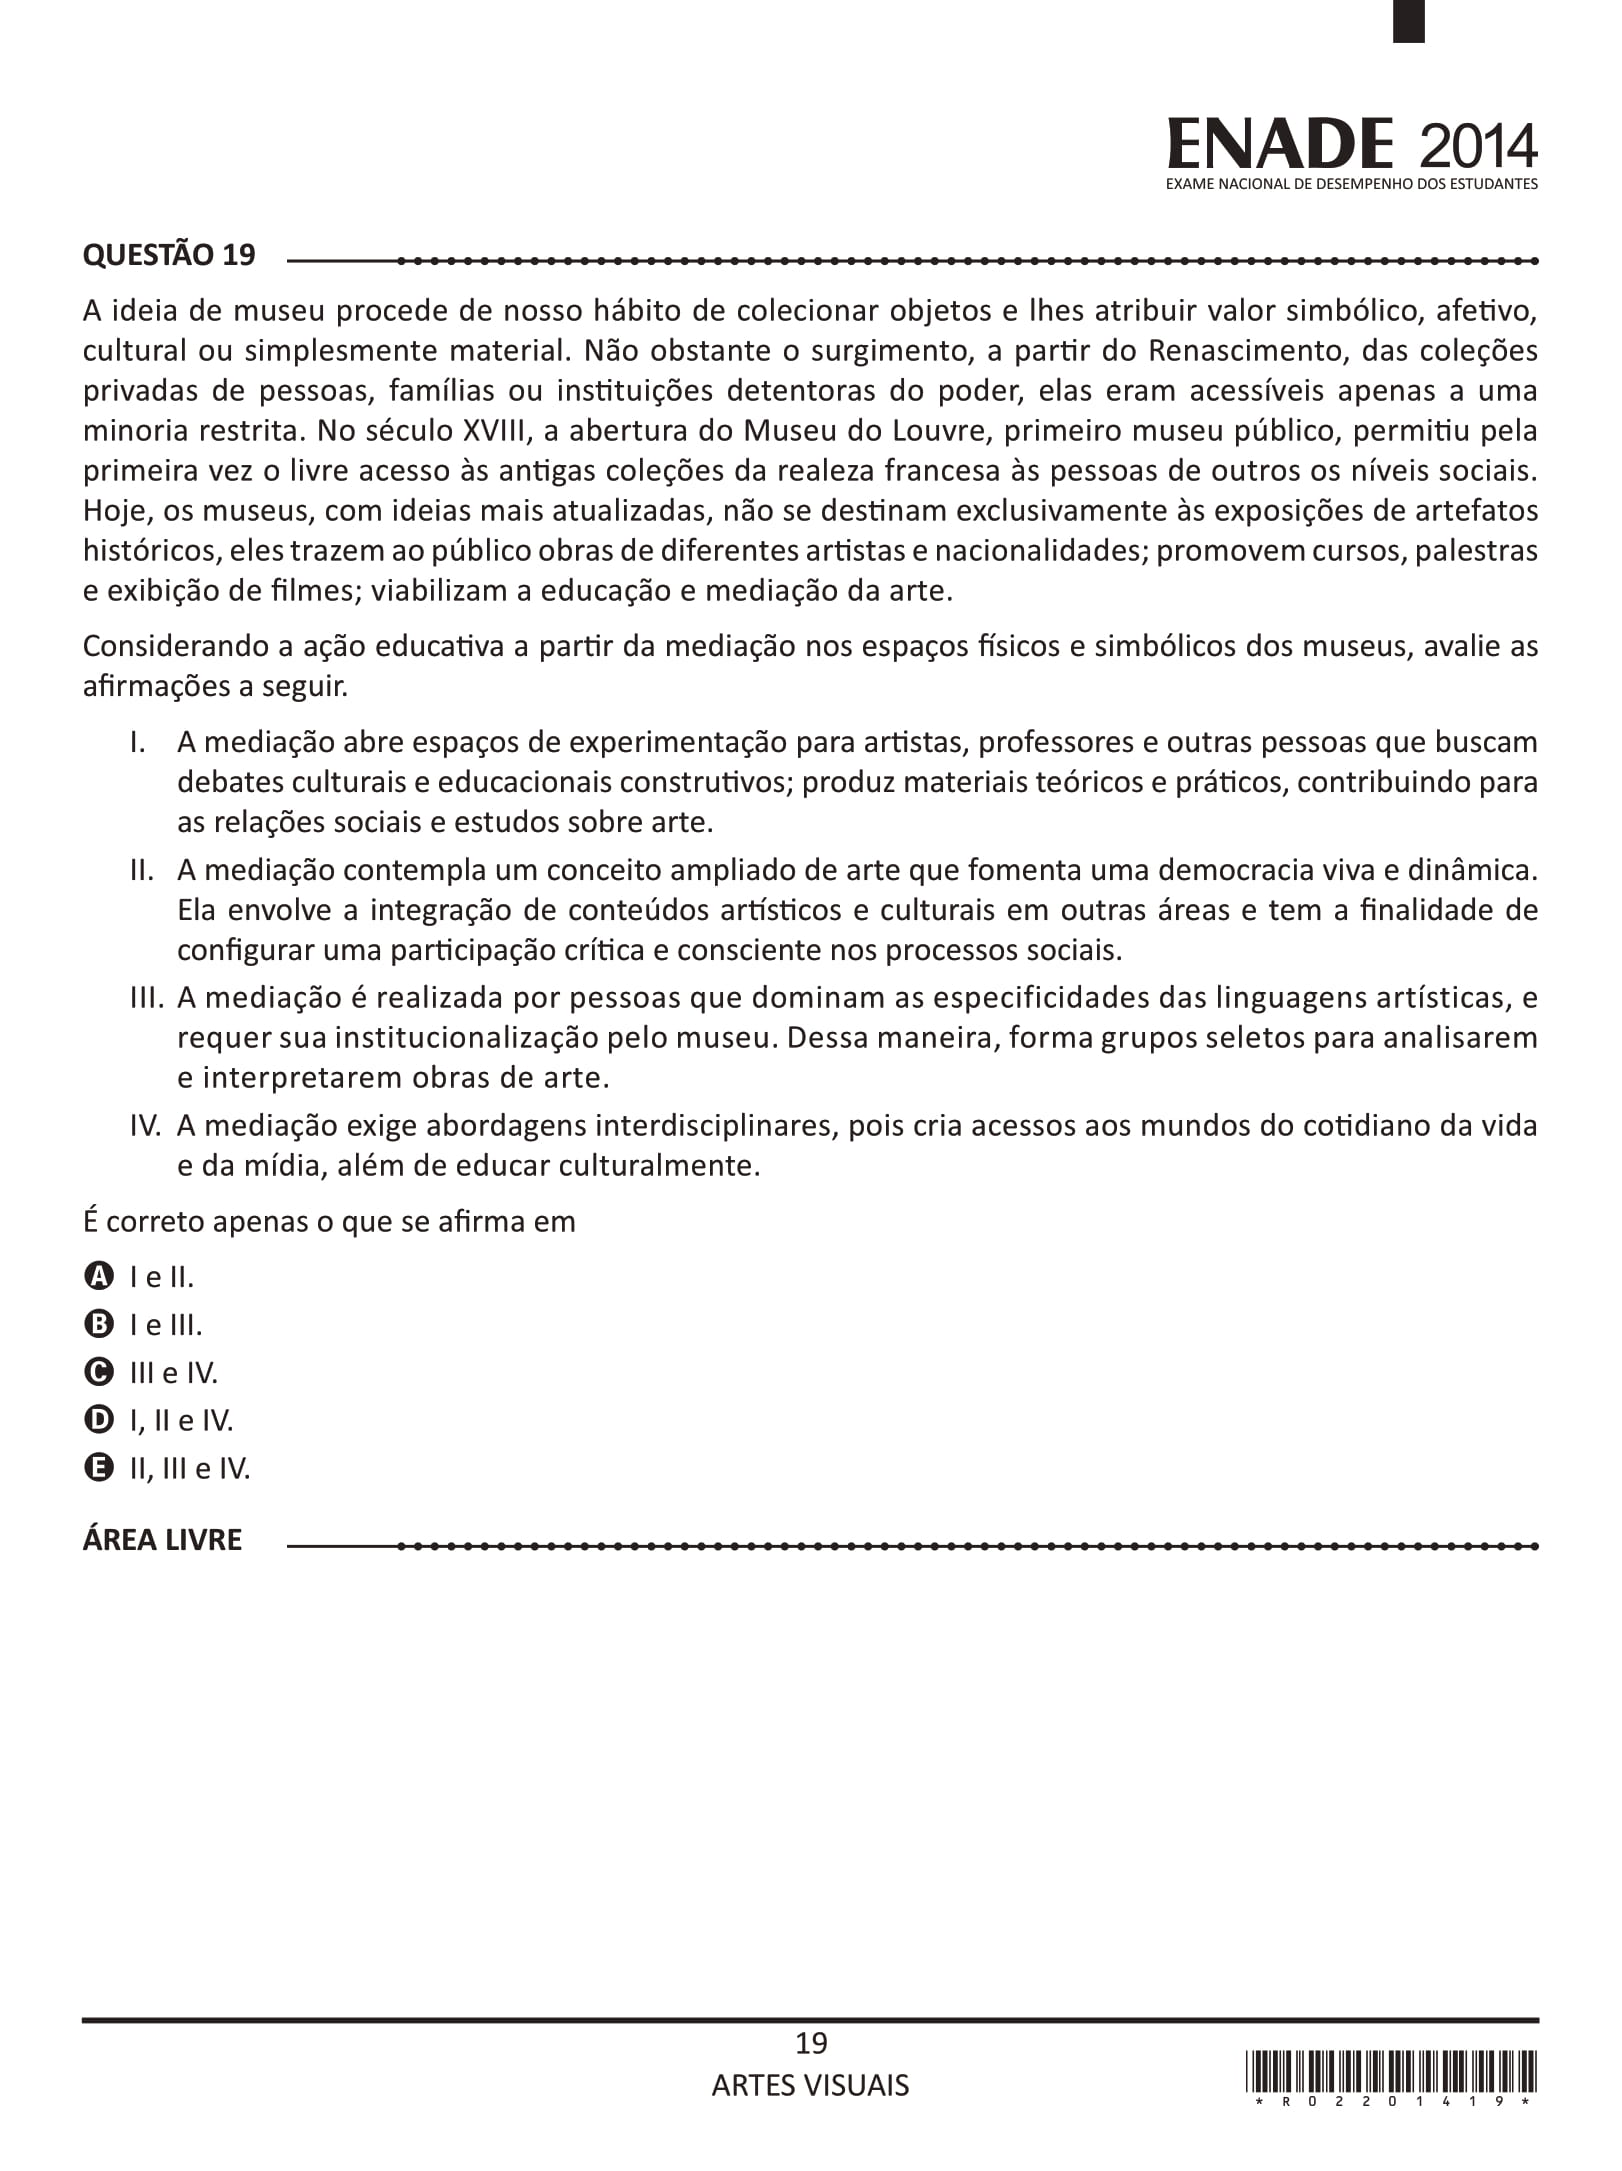 ENADE 2014
EXAME NACIONAL DE DESEMPENHO DOS ESTUDANTES
QUESTÃO 19
A ideia de museu procede de nosso hábito de colecionar objetos e lhes atribuir valor simbólico, afetivo,
cultural ou simplesmente material. Não obstante o surgimento, a partir do Renascimento, das coleções
privadas de pessoas, famílias ou instituições detentoras do poder, elas eram acessíveis apenas a uma
minoria restrita. No século XVIII, a abertura do Museu do Louvre, primeiro museu público, permitiu pela
primeira vez o livre acesso às antigas coleções da realeza francesa às pessoas de outros os níveis sociais.
Hoje, os museus, com ideias mais atualizadas, não se destinam exclusivamente às exposições de artefatos
históricos, eles trazem ao público obras de diferentes artistas e nacionalidades; promovem cursos, palestras
e exibição de filmes; viabilizam a educação e mediação da arte.
Considerando a ação educativa a partir da mediação nos espaços físicos e simbólicos dos museus, avalie as
afirmações a seguir.
I. A mediação abre espaços de experimentação para artistas, professores e outras pessoas que buscam
debates culturais e educacionais construtivos; produz materiais teóricos e práticos, contribuindo para
as relações sociais e estudos sobre arte.
II. A mediação contempla um conceito ampliado de arte que fomenta uma democracia viva e dinâmica.
Ela envolve a integração de conteúdos artísticos e culturais em outras áreas e tem a finalidade de
configurar uma participação crítica e consciente nos processos sociais.
III. A mediação é realizada por pessoas que dominam as especificidades das linguagens artísticas, e
requer sua institucionalização pelo museu. Dessa maneira, forma grupos seletos para analisarem
e interpretarem obras de arte.
IV. A mediação exige abordagens interdisciplinares, pois cria acessos aos mundos do cotidiano da vida
e da mídia, além de educar culturalmente.
É correto apenas o que se afirma em
A I e II.
B I e III.
C III e IV.
D I, II e IV.
E II, III e IV.
ÁREA LIVRE
19
ARTES VISUAIS
*R02201419*